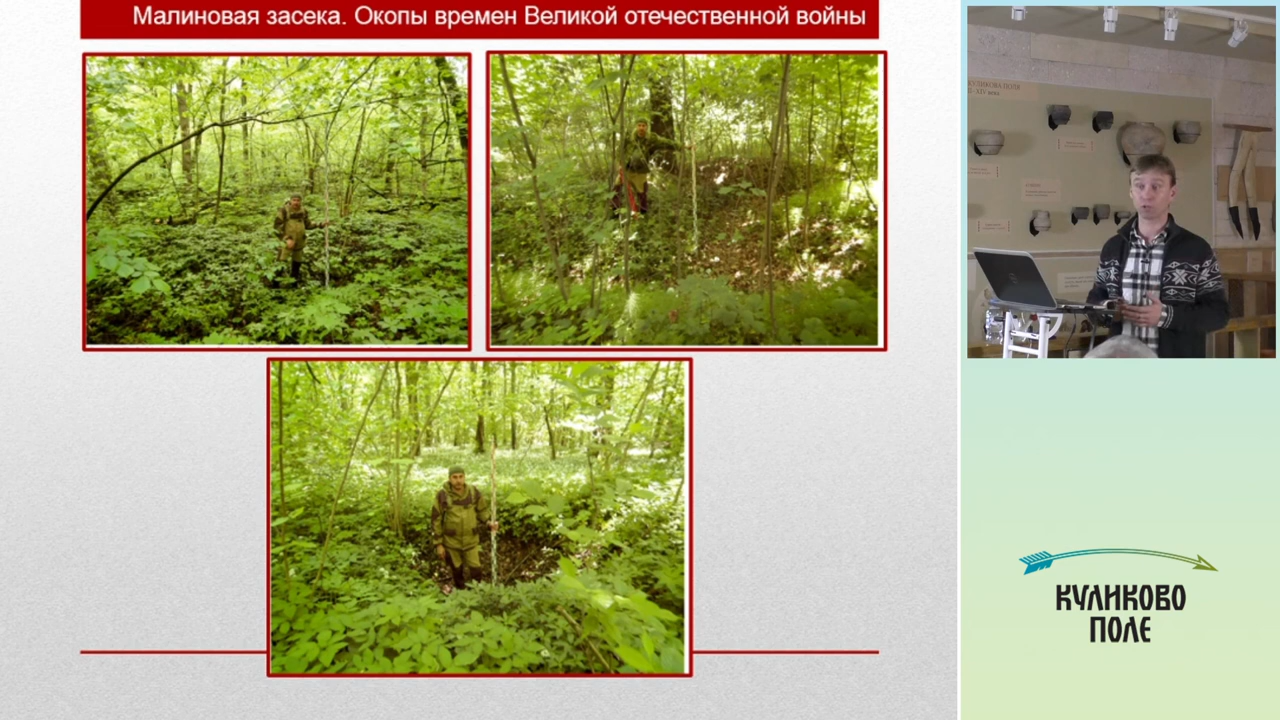 Малиновая засека. Окопы времен Великой отечественной войны
КУЛИКОВО
ПОЛЕ